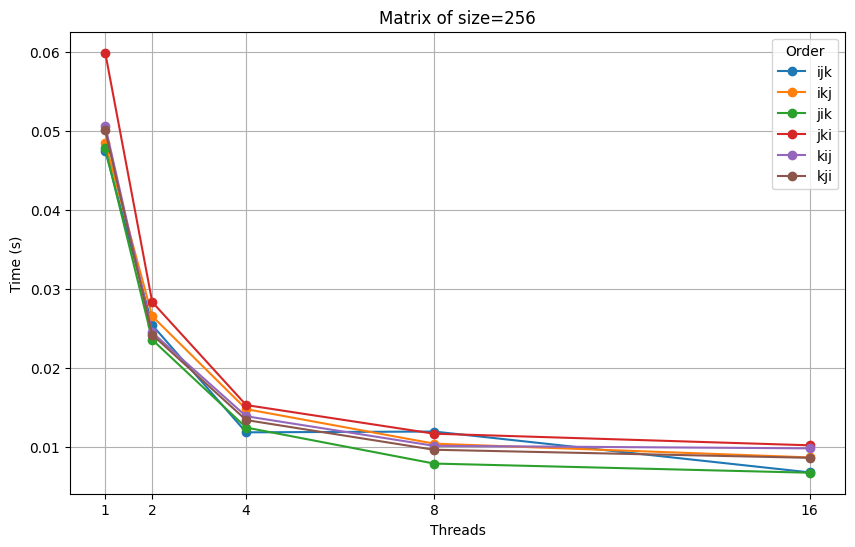 Matrix of size=256
Order
ijk
ikj
jik
jki
kij
kji
Time (s)
0.06
0.05
0.04
0.03
0.02
0.01
1 2 4 8 16
Threads